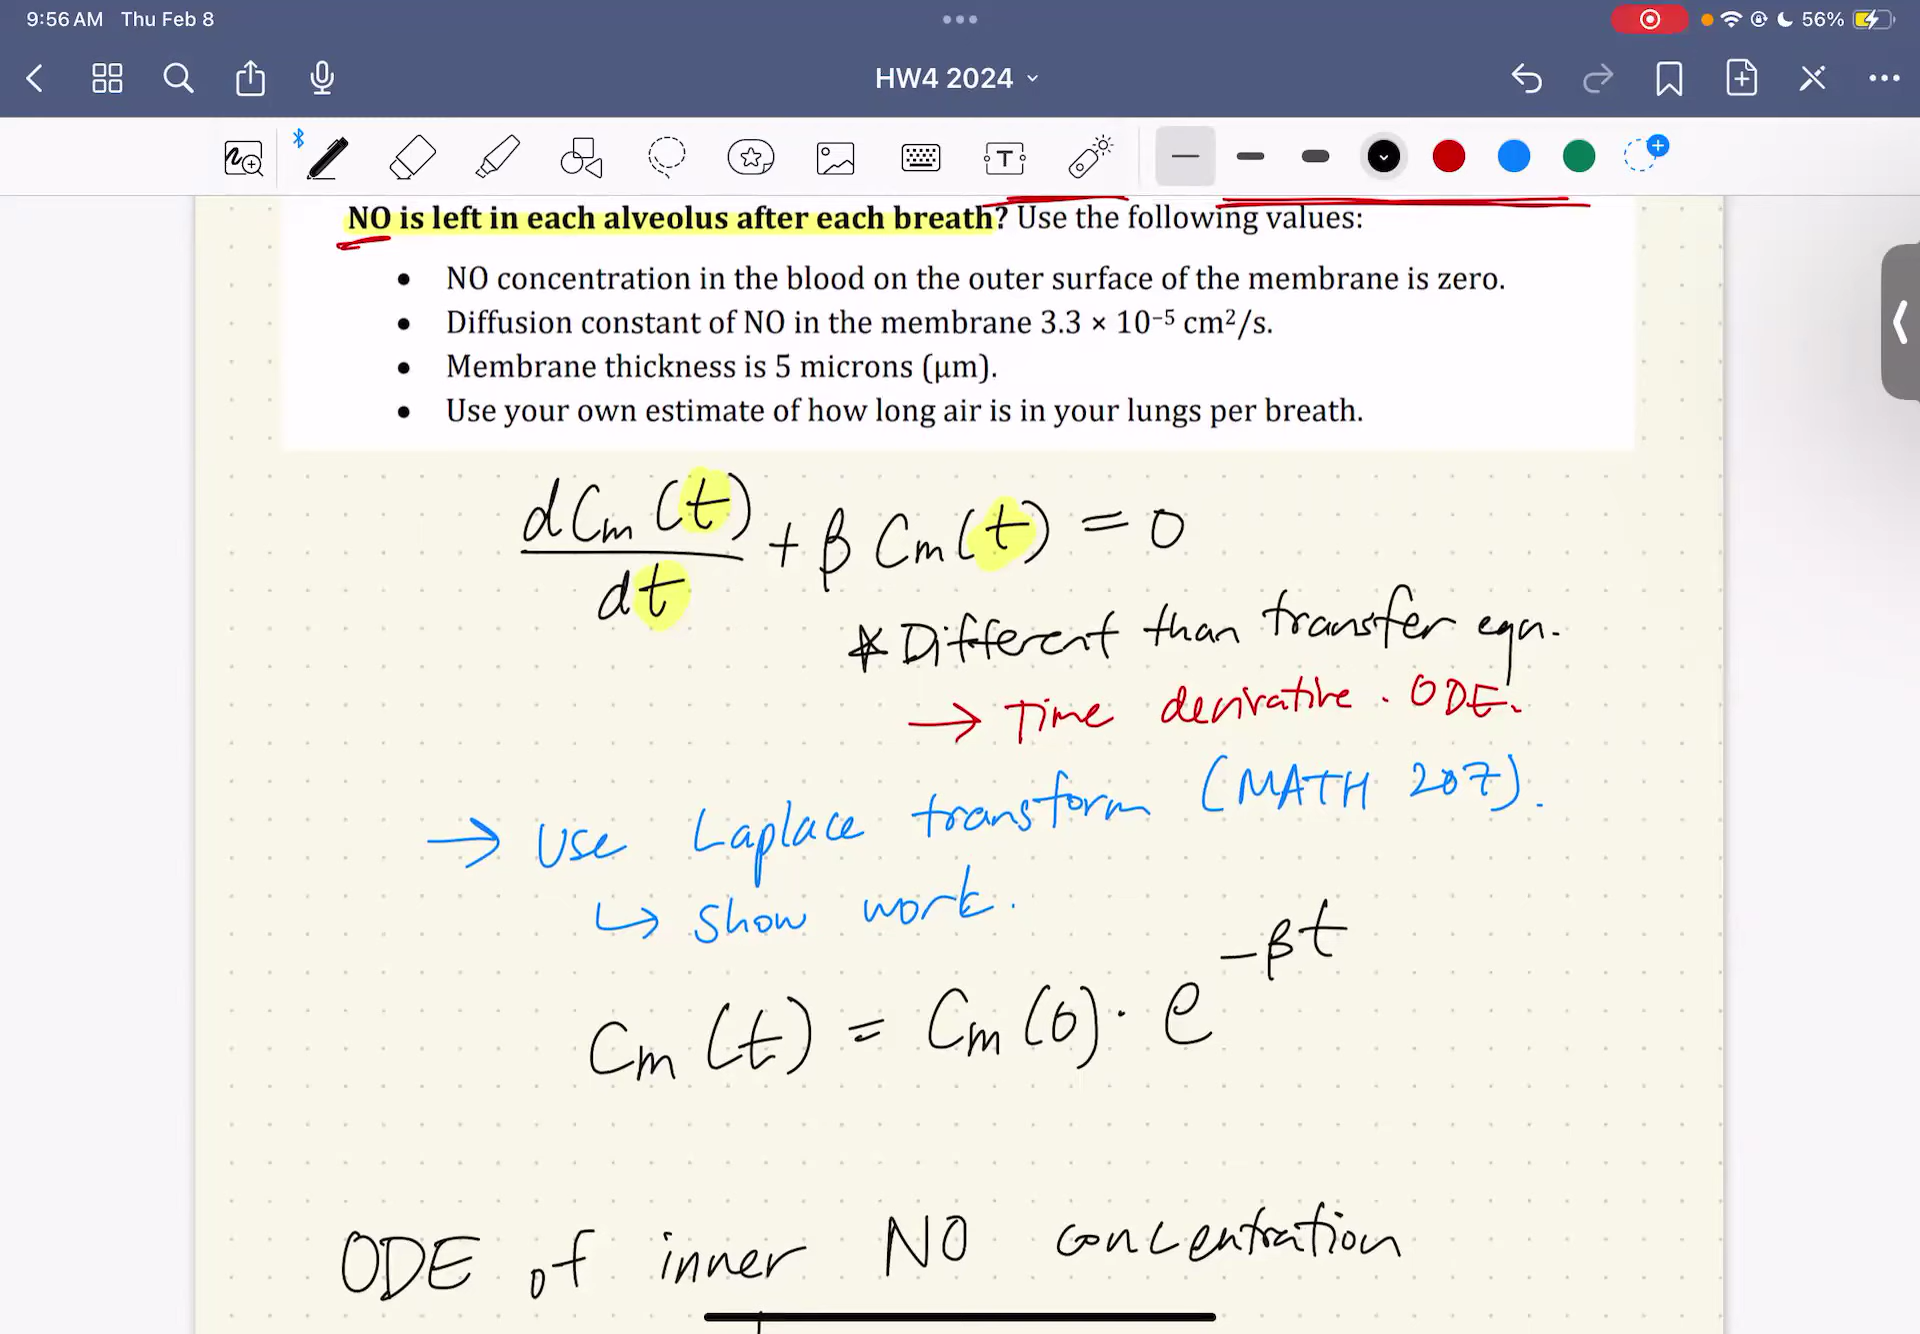 9:56 AM Thu Feb 8
56%
HW4 2024
NO is left in each alveolus after each breath? Use the following values:
• NO concentration in the blood on the outer surface of the membrane is zero.
• Diffusion constant of NO in the membrane 3.3 × 10⁻⁵ cm²/s.
• Membrane thickness is 5 microns (μm).
• Use your own estimate of how long air is in your lungs per breath.
dCm(t)/dt + β Cm(t) = 0
* Different than transfer eqn.
→ Time derivative. ODE.
→ Use Laplace transform (MATH 207).
↳ Show work.
Cm(t) = Cm(0) · e^(-βt)
ODE of inner NO concentration